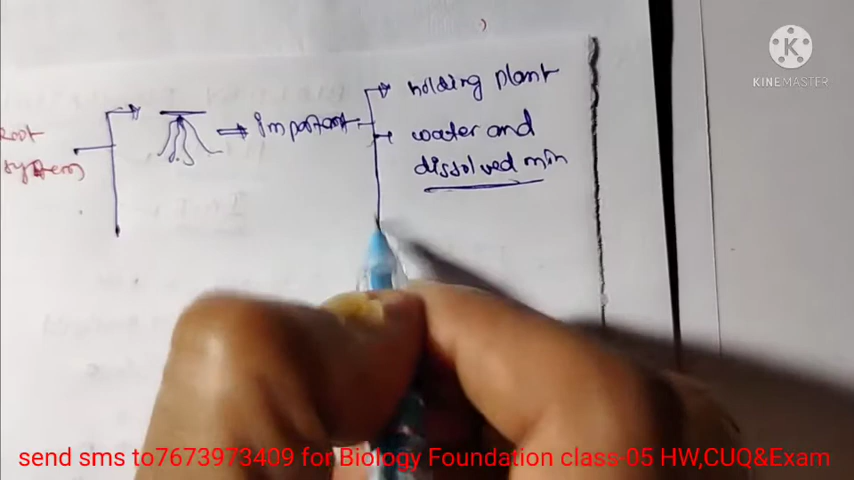 holding plant
Root
important
water and
system
dissolved min
KINEMASTER
send sms to7673973409 for Biology Foundation class-05 HW,CUQ&Exam